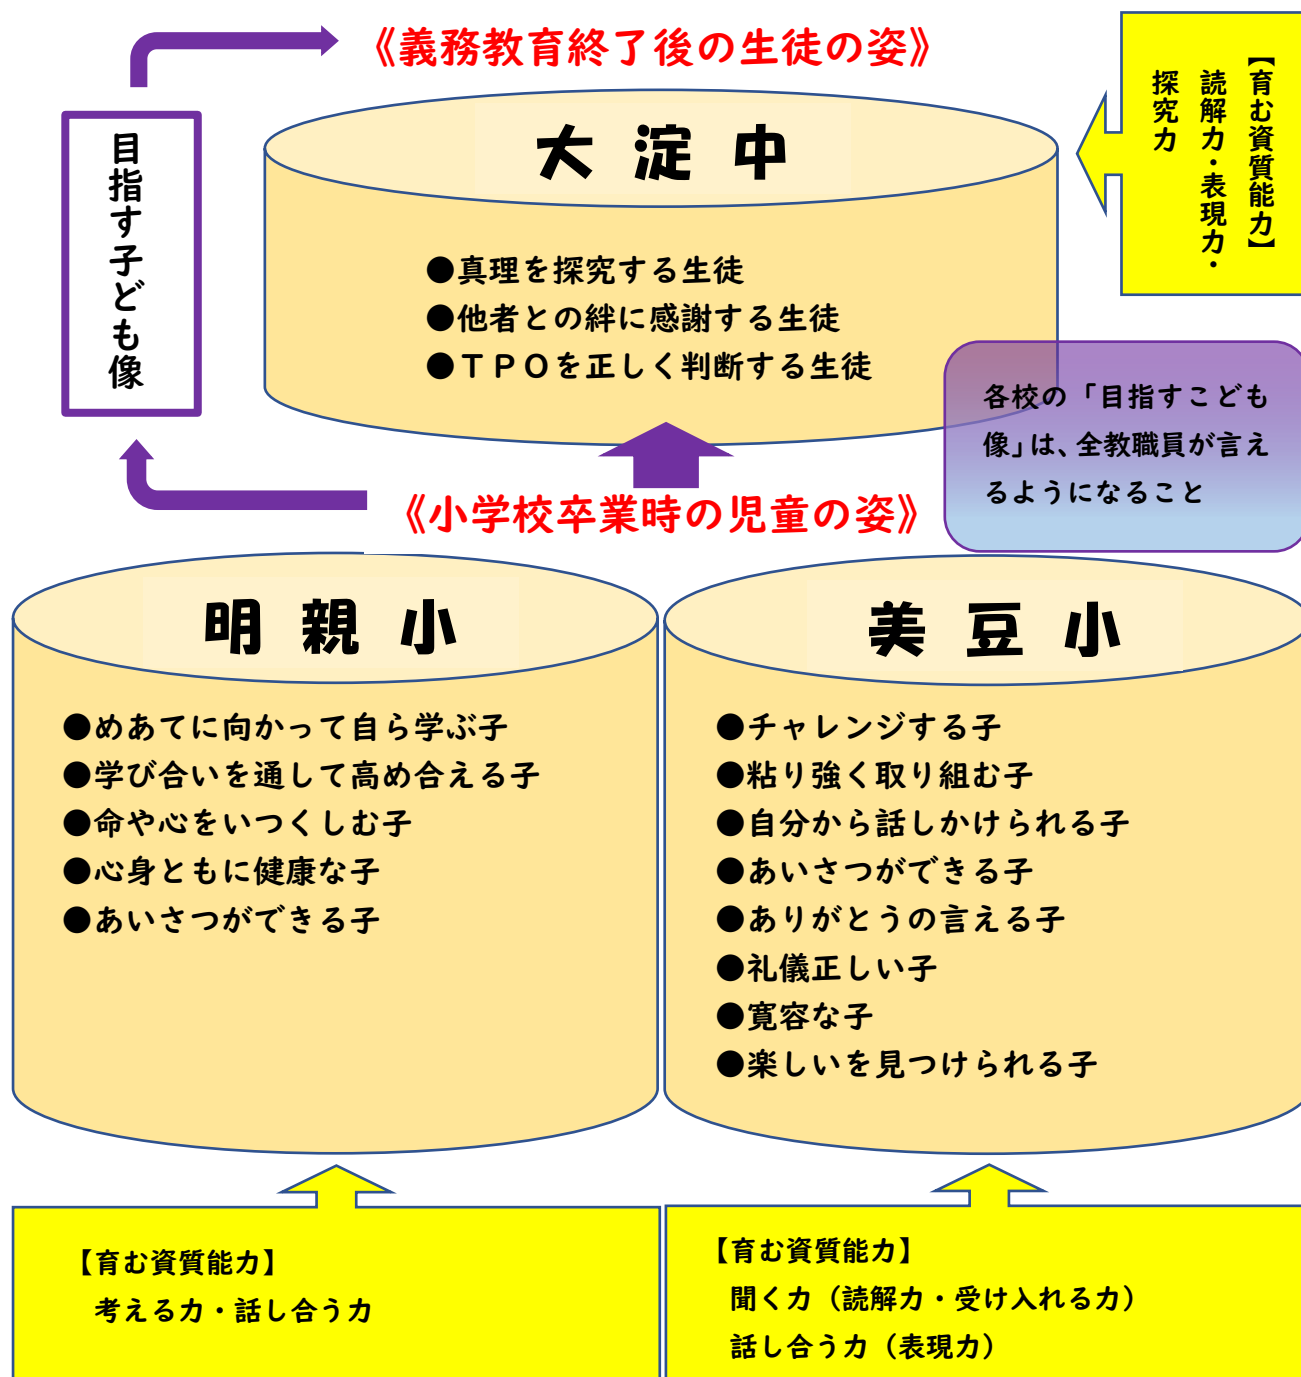 《義務教育終了後の生徒の姿》
【育む資質能力】
読解力・表現力・
探究力
目指す子ども像
大淀中
●真理を探究する生徒
●他者との絆に感謝する生徒
●TPOを正しく判断する生徒
各校の「目指すこども
像」は、全教職員が言え
るようになること
《小学校卒業時の児童の姿》
明親小
●めあてに向かって自ら学ぶ子
●学び合いを通して高め合える子
●命や心をいつくしむ子
●心身ともに健康な子
●あいさつができる子
美豆小
●チャレンジする子
●粘り強く取り組む子
●自分から話しかけられる子
●あいさつができる子
●ありがとうの言える子
●礼儀正しい子
●寛容な子
●楽しいを見つけられる子
【育む資質能力】
考える力・話し合う力
【育む資質能力】
聞く力（読解力・受け入れる力）
話し合う力（表現力）